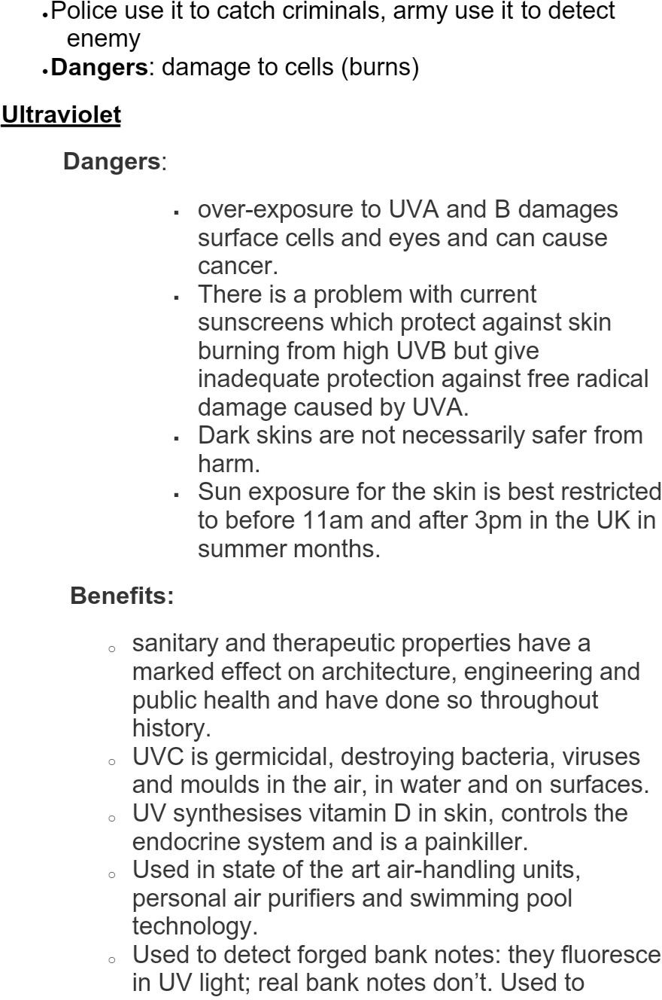 •Police use it to catch criminals, army use it to detect
enemy
•Dangers: damage to cells (burns)
Ultraviolet
Dangers:
▪ over-exposure to UVA and B damages
surface cells and eyes and can cause
cancer.
▪ There is a problem with current
sunscreens which protect against skin
burning from high UVB but give
inadequate protection against free radical
damage caused by UVA.
▪ Dark skins are not necessarily safer from
harm.
▪ Sun exposure for the skin is best restricted
to before 11am and after 3pm in the UK in
summer months.
Benefits:
○ sanitary and therapeutic properties have a
marked effect on architecture, engineering and
public health and have done so throughout
history.
○ UVC is germicidal, destroying bacteria, viruses
and moulds in the air, in water and on surfaces.
○ UV synthesises vitamin D in skin, controls the
endocrine system and is a painkiller.
○ Used in state of the art air-handling units,
personal air purifiers and swimming pool
technology.
○ Used to detect forged bank notes: they fluoresce
in UV light; real bank notes don’t. Used to